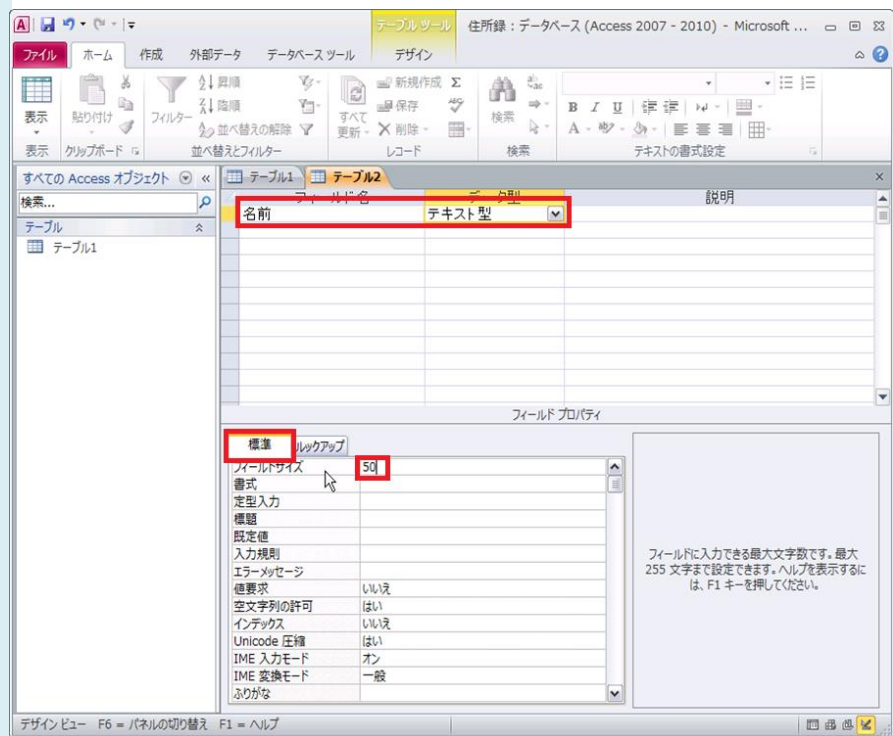 テーブル ツール 住所録 : データベース (Access 2007 - 2010) - Microsoft ...
ファイル ホーム 作成 外部データ データベース ツール デザイン
表示 貼り付け フィルター 昇順 降順 並べ替えの解除 すべて更新 新規作成 保存 削除 検索
表示 クリップボード 並べ替えとフィルター レコード 検索 テキストの書式設定
すべての Access オブジェクト テーブル1 テーブル2
検索...
フィールド名 データ型 説明
名前 テキスト型
テーブル
テーブル1
フィールド プロパティ
標準 ルックアップ
フィールドサイズ 50
書式
定型入力
標題
既定値
入力規則
エラーメッセージ
値要求 いいえ
空文字列の許可 はい
インデックス いいえ
Unicode 圧縮 はい
IME 入力モード オン
IME 変換モード 一般
ふりがな
フィールドに入力できる最大文字数です。最大
255 文字まで設定できます。ヘルプを表示するに
は、F1 キーを押してください。
デザイン ビュー F6 = パネルの切り替え F1 = ヘルプ